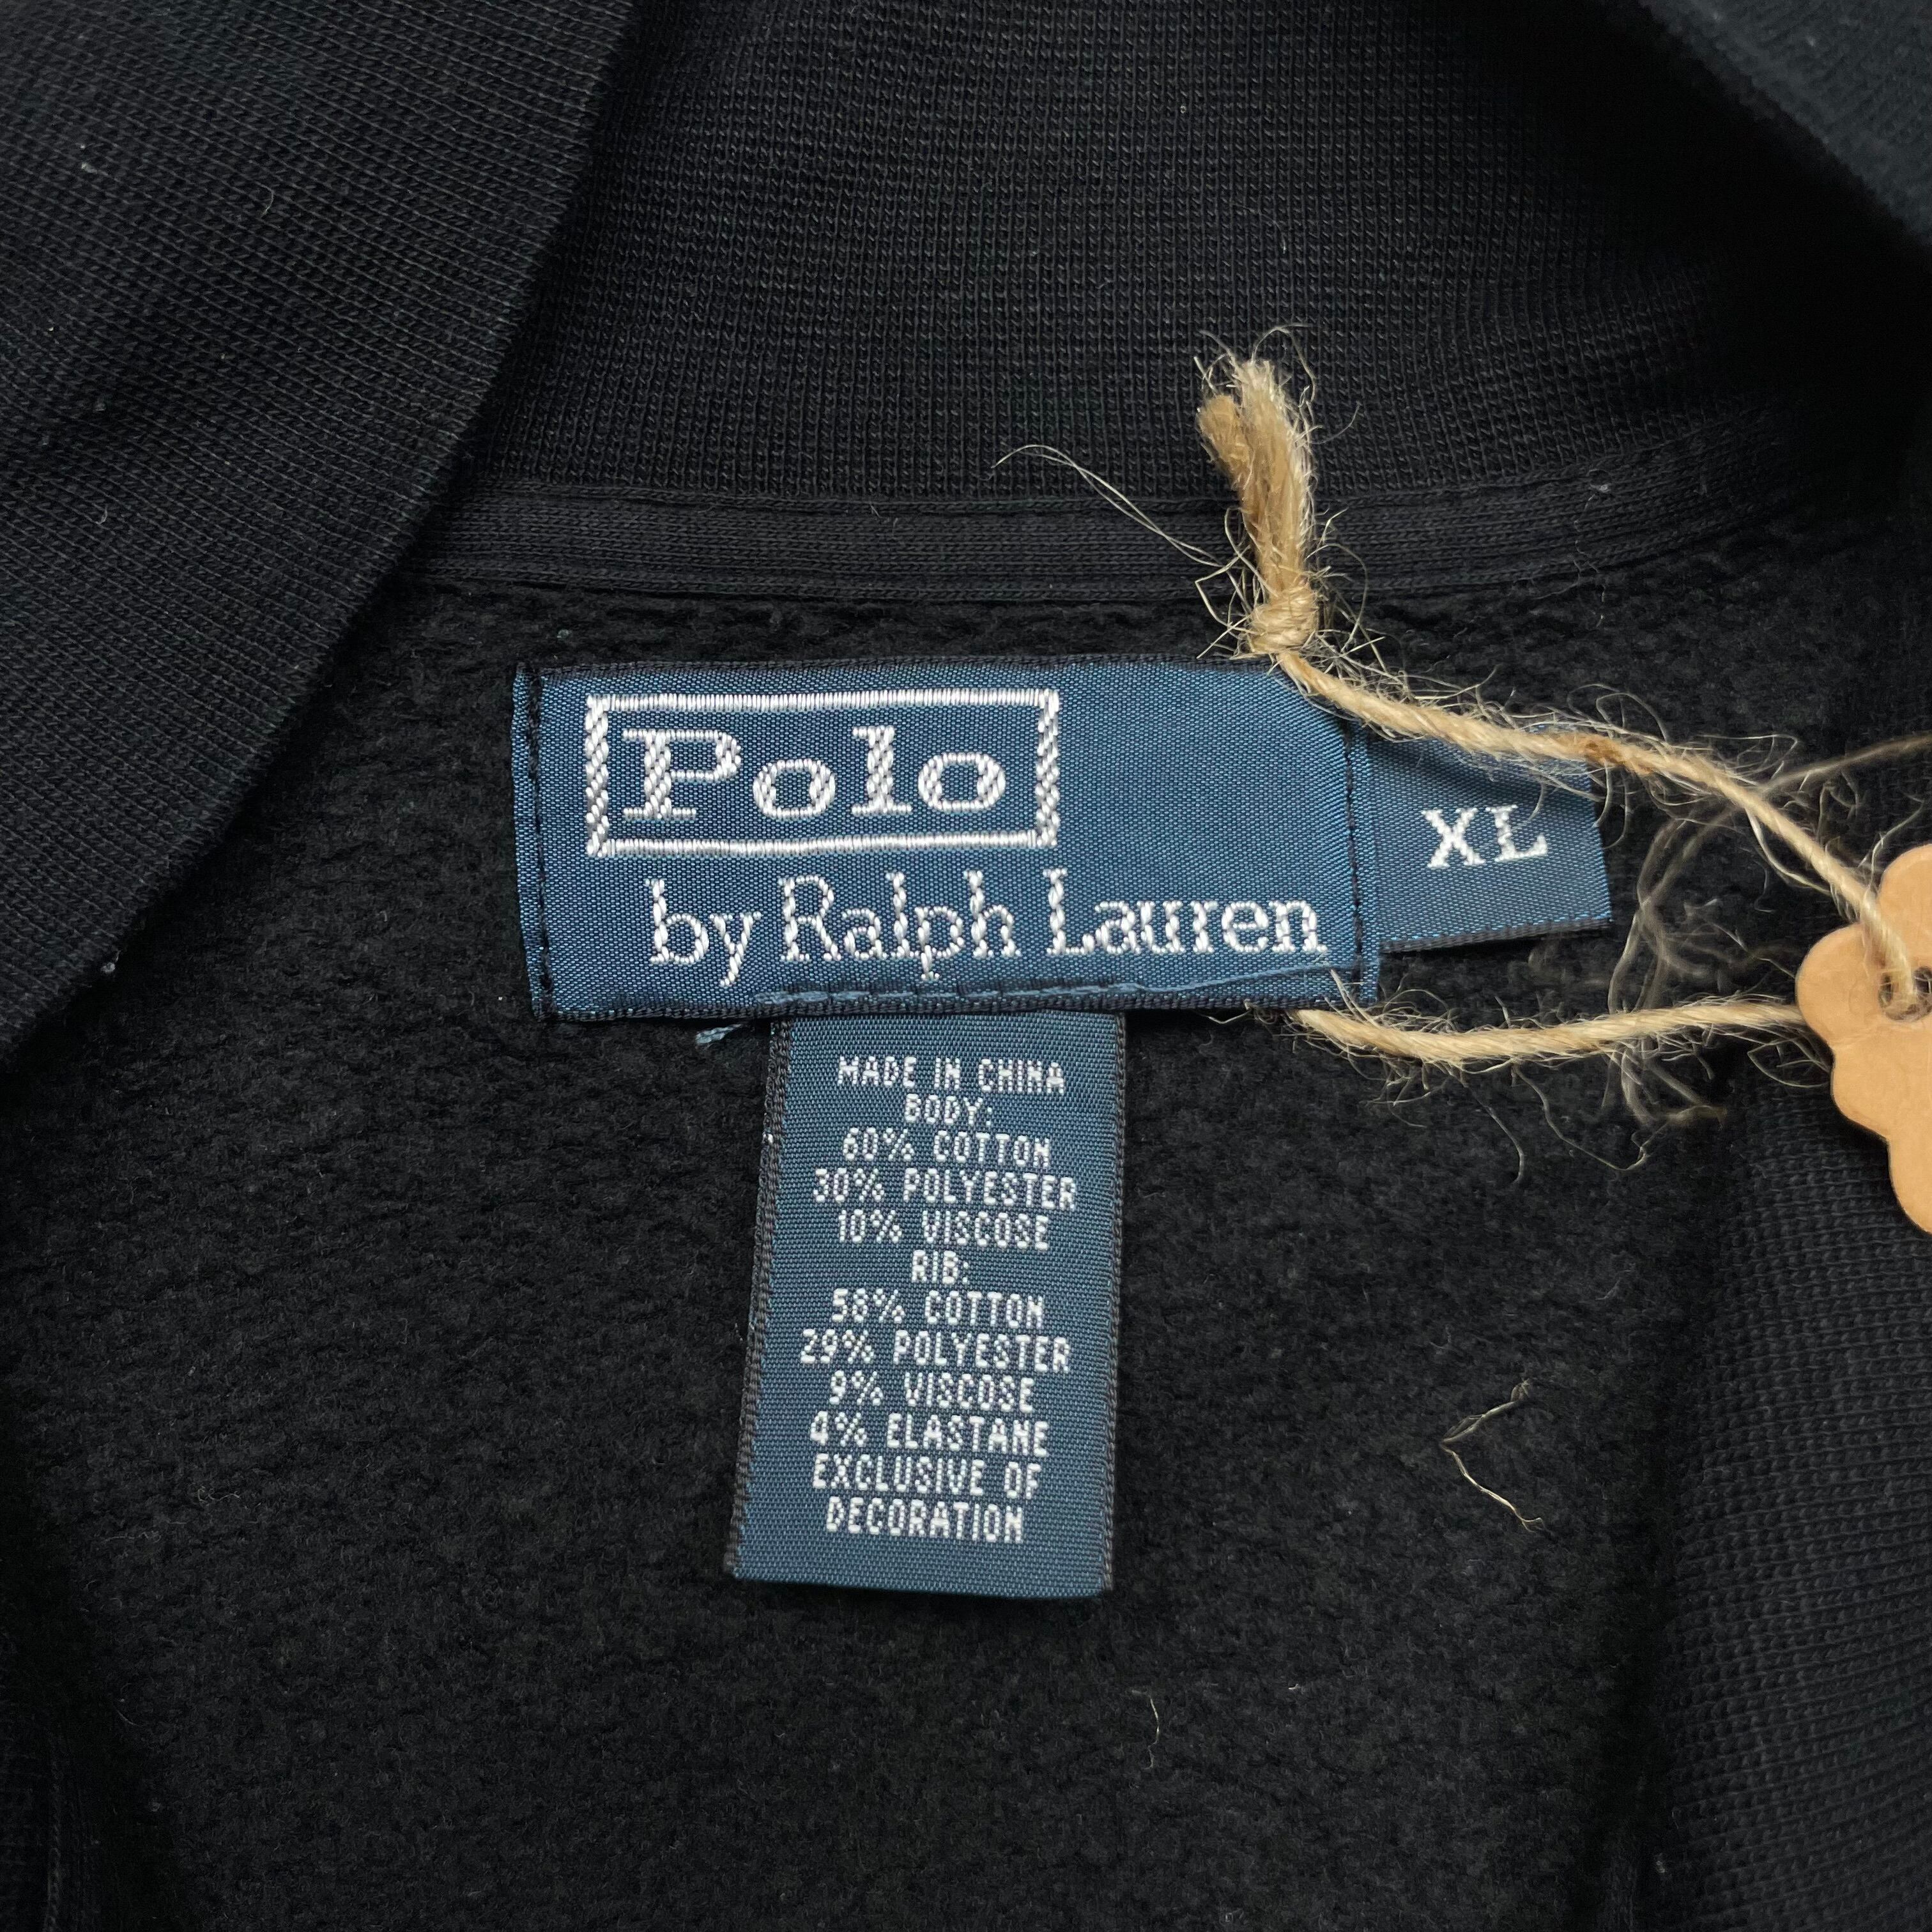 Polo
by Ralph Lauren
XL
MADE IN CHINA
BODY:
60% COTTON
30% POLYESTER
10% VISCOSE
RIB:
58% COTTON
29% POLYESTER
9% VISCOSE
4% ELASTANE
EXCLUSIVE OF
DECORATION